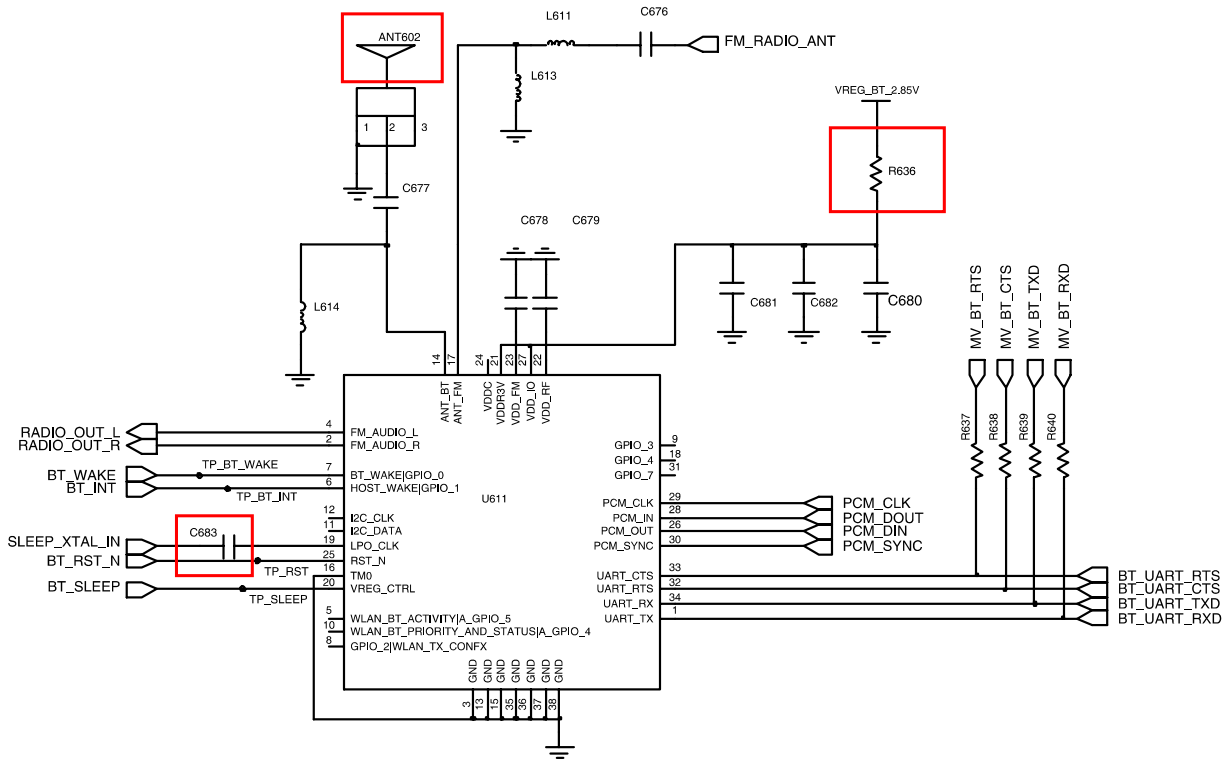 L611
C676
FM_RADIO_ANT
ANT602
L613
VREG_BT_2.85V
1
2
3
R636
C677
C678
C679
L614
C681
C682
C680
MV_BT_RTS
MV_BT_CTS
MV_BT_TXD
MV_BT_RXD
R637
R638
R639
R640
14
17
24
21
23
27
22
ANT_BT
ANT_FM
VDDC
VDDR3V
VDD_FM
VDD_IO
VDD_RF
RADIO_OUT_L
4
FM_AUDIO_L
RADIO_OUT_R
2
FM_AUDIO_R
BT_WAKE
TP_BT_WAKE
7
BT_WAKE|GPIO_0
BT_INT
TP_BT_INT
6
HOST_WAKE|GPIO_1
U611
12
I2C_CLK
11
I2C_DATA
C683
SLEEP_XTAL_IN
19
LPO_CLK
BT_RST_N
TP_RST
25
RST_N
16
TM0
BT_SLEEP
TP_SLEEP
20
VREG_CTRL
5
WLAN_BT_ACTIVITY|A_GPIO_5
10
WLAN_BT_PRIORITY_AND_STATUS|A_GPIO_4
8
GPIO_2|WLAN_TX_CONFX
GPIO_3
9
GPIO_4
18
GPIO_7
31
PCM_CLK
29
PCM_CLK
PCM_IN
28
PCM_DOUT
PCM_OUT
26
PCM_DIN
PCM_SYNC
30
PCM_SYNC
UART_CTS
33
BT_UART_RTS
UART_RTS
32
BT_UART_CTS
UART_RX
34
BT_UART_TXD
UART_TX
1
BT_UART_RXD
GND
GND
GND
GND
GND
GND
GND
3
13
15
35
36
37
38